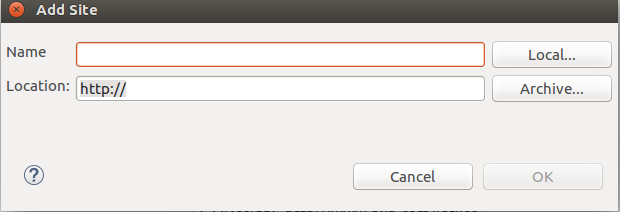 Add Site
Name
Local...
Location: http://
Archive...
?
Cancel
OK